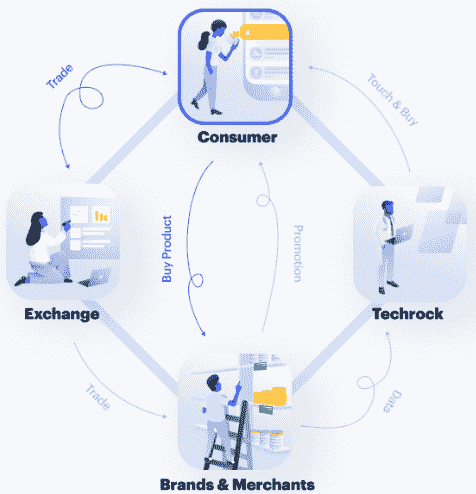 Trade
Consumer
Touch & Buy
Buy Product
Promotion
Exchange
Techrock
Trade
Data
Brands & Merchants